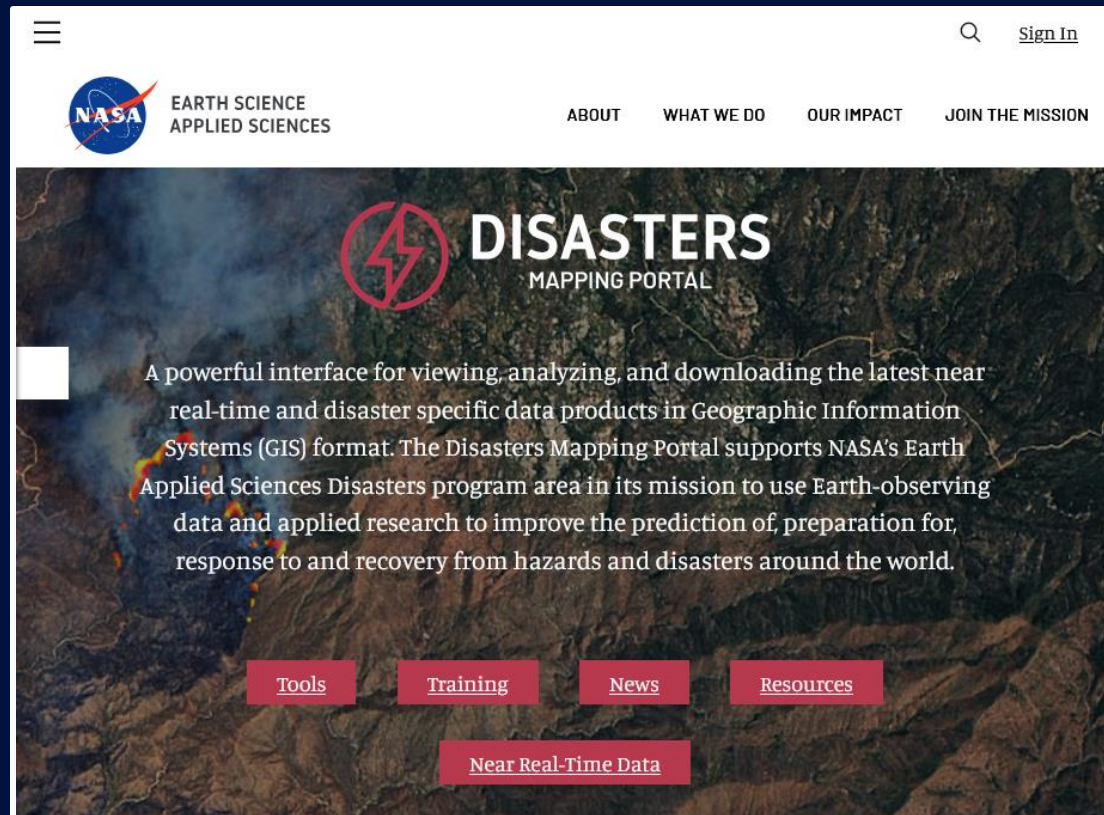 Sign In
NASA
EARTH SCIENCE
APPLIED SCIENCES
ABOUT WHAT WE DO OUR IMPACT JOIN THE MISSION
DISASTERS
MAPPING PORTAL
A powerful interface for viewing, analyzing, and downloading the latest near
real-time and disaster specific data products in Geographic Information
Systems (GIS) format. The Disasters Mapping Portal supports NASA’s Earth
Applied Sciences Disasters program area in its mission to use Earth-observing
data and applied research to improve the prediction of, preparation for,
response to and recovery from hazards and disasters around the world.
Tools Training News Resources
Near Real-Time Data